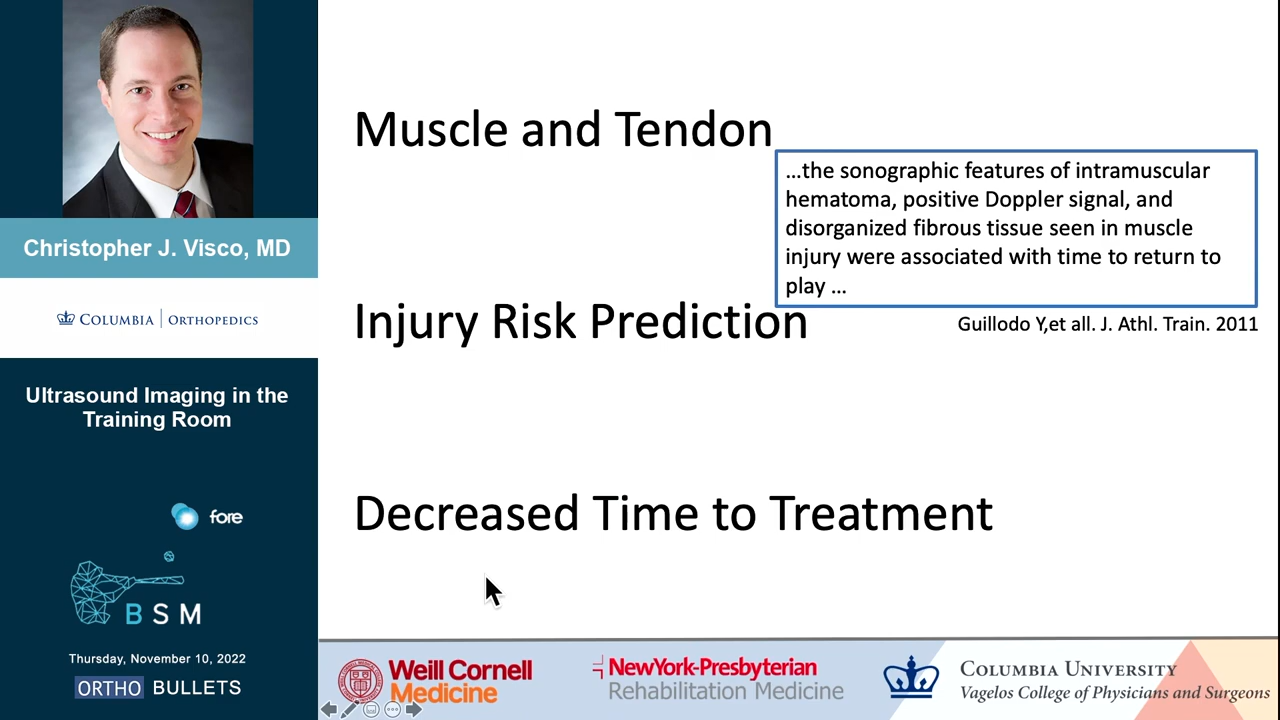 Christopher J. Visco, MD
COLUMBIA | ORTHOPEDICS
Ultrasound Imaging in the
Training Room
fore
BSM
Thursday, November 10, 2022
ORTHO BULLETS
Muscle and Tendon
...the sonographic features of intramuscular
hematoma, positive Doppler signal, and
disorganized fibrous tissue seen in muscle
injury were associated with time to return to
play ...
Guillodo Y,et all. J. Athl. Train. 2011
Injury Risk Prediction
Decreased Time to Treatment
Weill Cornell
Medicine
NewYork-Presbyterian
Rehabilitation Medicine
COLUMBIA UNIVERSITY
Vagelos College of Physicians and Surgeons